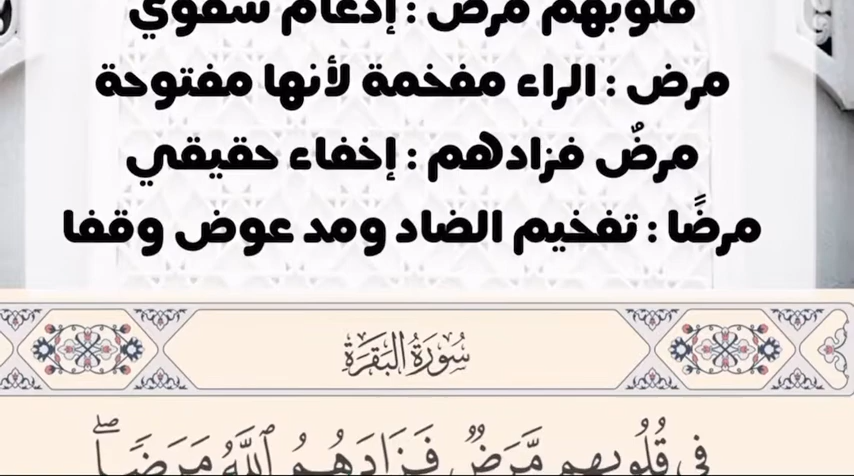 قلوبهم مرض : إدغام شفوي
مرض : الراء مفخمة لأنها مفتوحة
مرضٌ فزادهم : إخفاء حقيقي
مرضًا : تفخيم الضاد ومد عوض وقفا
سُورَةُ البَقَرَةِ
فِي قُلُوبِهِم مَّرَضٌ فَزَادَهُمُ ٱللَّهُ مَرَضًاۖ